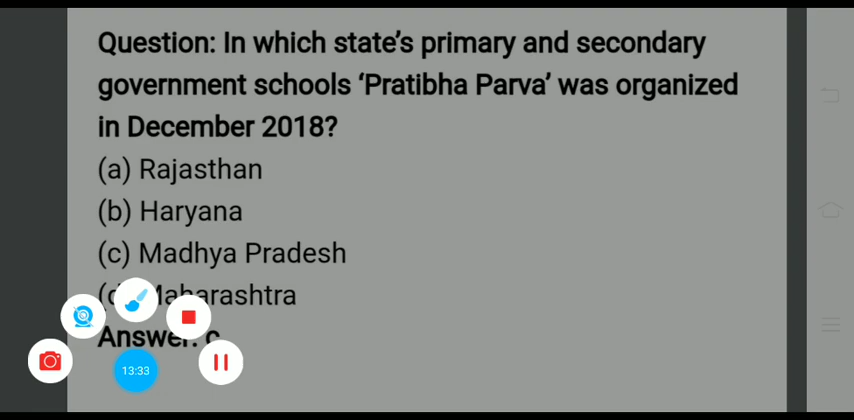 Question: In which state's primary and secondary
government schools ‘Pratibha Parva’ was organized
in December 2018?
(a) Rajasthan
(b) Haryana
(c) Madhya Pradesh
(d) Maharashtra
Answer: c
13:33